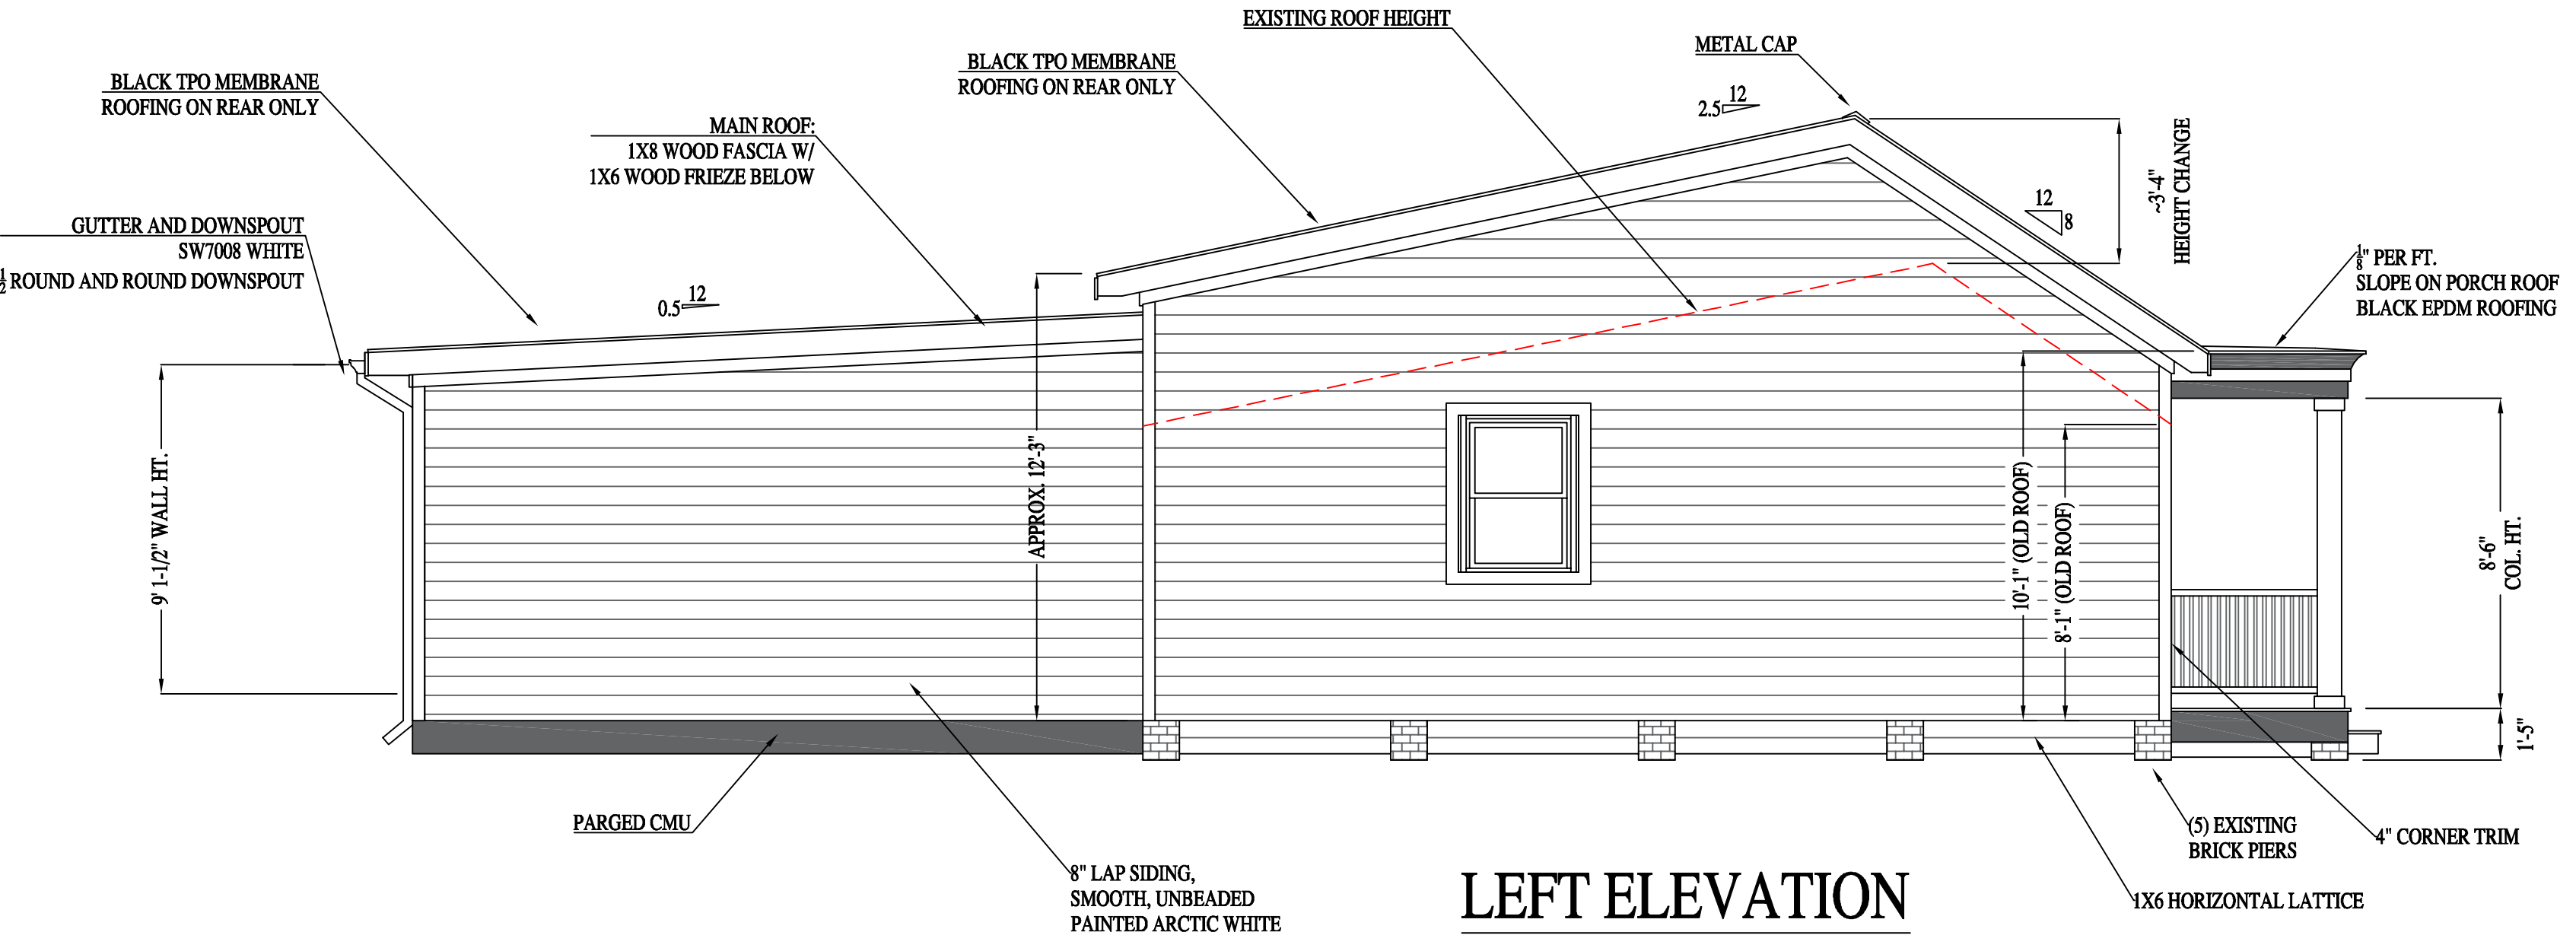 EXISTING ROOF HEIGHT
METAL CAP
BLACK TPO MEMBRANE
ROOFING ON REAR ONLY
BLACK TPO MEMBRANE
ROOFING ON REAR ONLY
12
2.5
MAIN ROOF:
1X8 WOOD FASCIA W/
1X6 WOOD FRIEZE BELOW
~3'-4"
HEIGHT CHANGE
12
8
GUTTER AND DOWNSPOUT
SW7008 WHITE
½ ROUND AND ROUND DOWNSPOUT
⅛" PER FT.
SLOPE ON PORCH ROOF
BLACK EPDM ROOFING
12
0.5
9' 1-1/2" WALL HT.
APPROX. 12'-3"
10'-1" (OLD ROOF)
8'-1" (OLD ROOF)
8'-6"
COL. HT.
1'-5"
PARGED CMU
(5) EXISTING
BRICK PIERS
4" CORNER TRIM
8" LAP SIDING,
SMOOTH, UNBEADED
PAINTED ARCTIC WHITE
1X6 HORIZONTAL LATTICE
LEFT ELEVATION